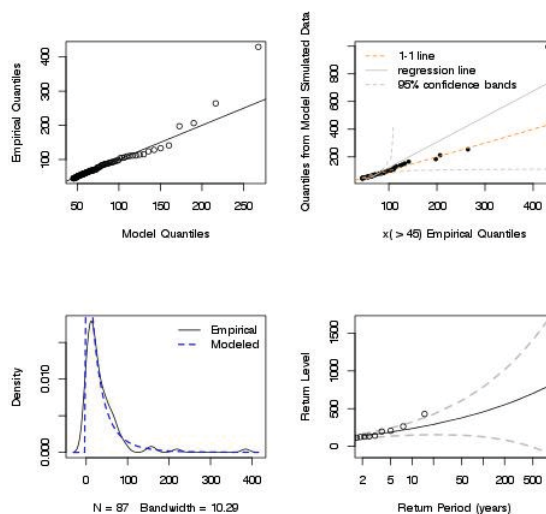 Empirical Quantiles
400
300
200
100
50 100 150 200 250
Model Quantiles
Quantiles from Model Simulated Data
1000
800
600
400
200
1-1 line
regression line
95% confidence bands
100 200 300 400
x( > 45) Empirical Quantiles
Density
0.010
0.000
Empirical
Modeled
0 100 200 300 400
N = 87 Bandwidth = 10.29
Return Level
1500
1000
500
0
2 5 10 50 200 500
Return Period (years)